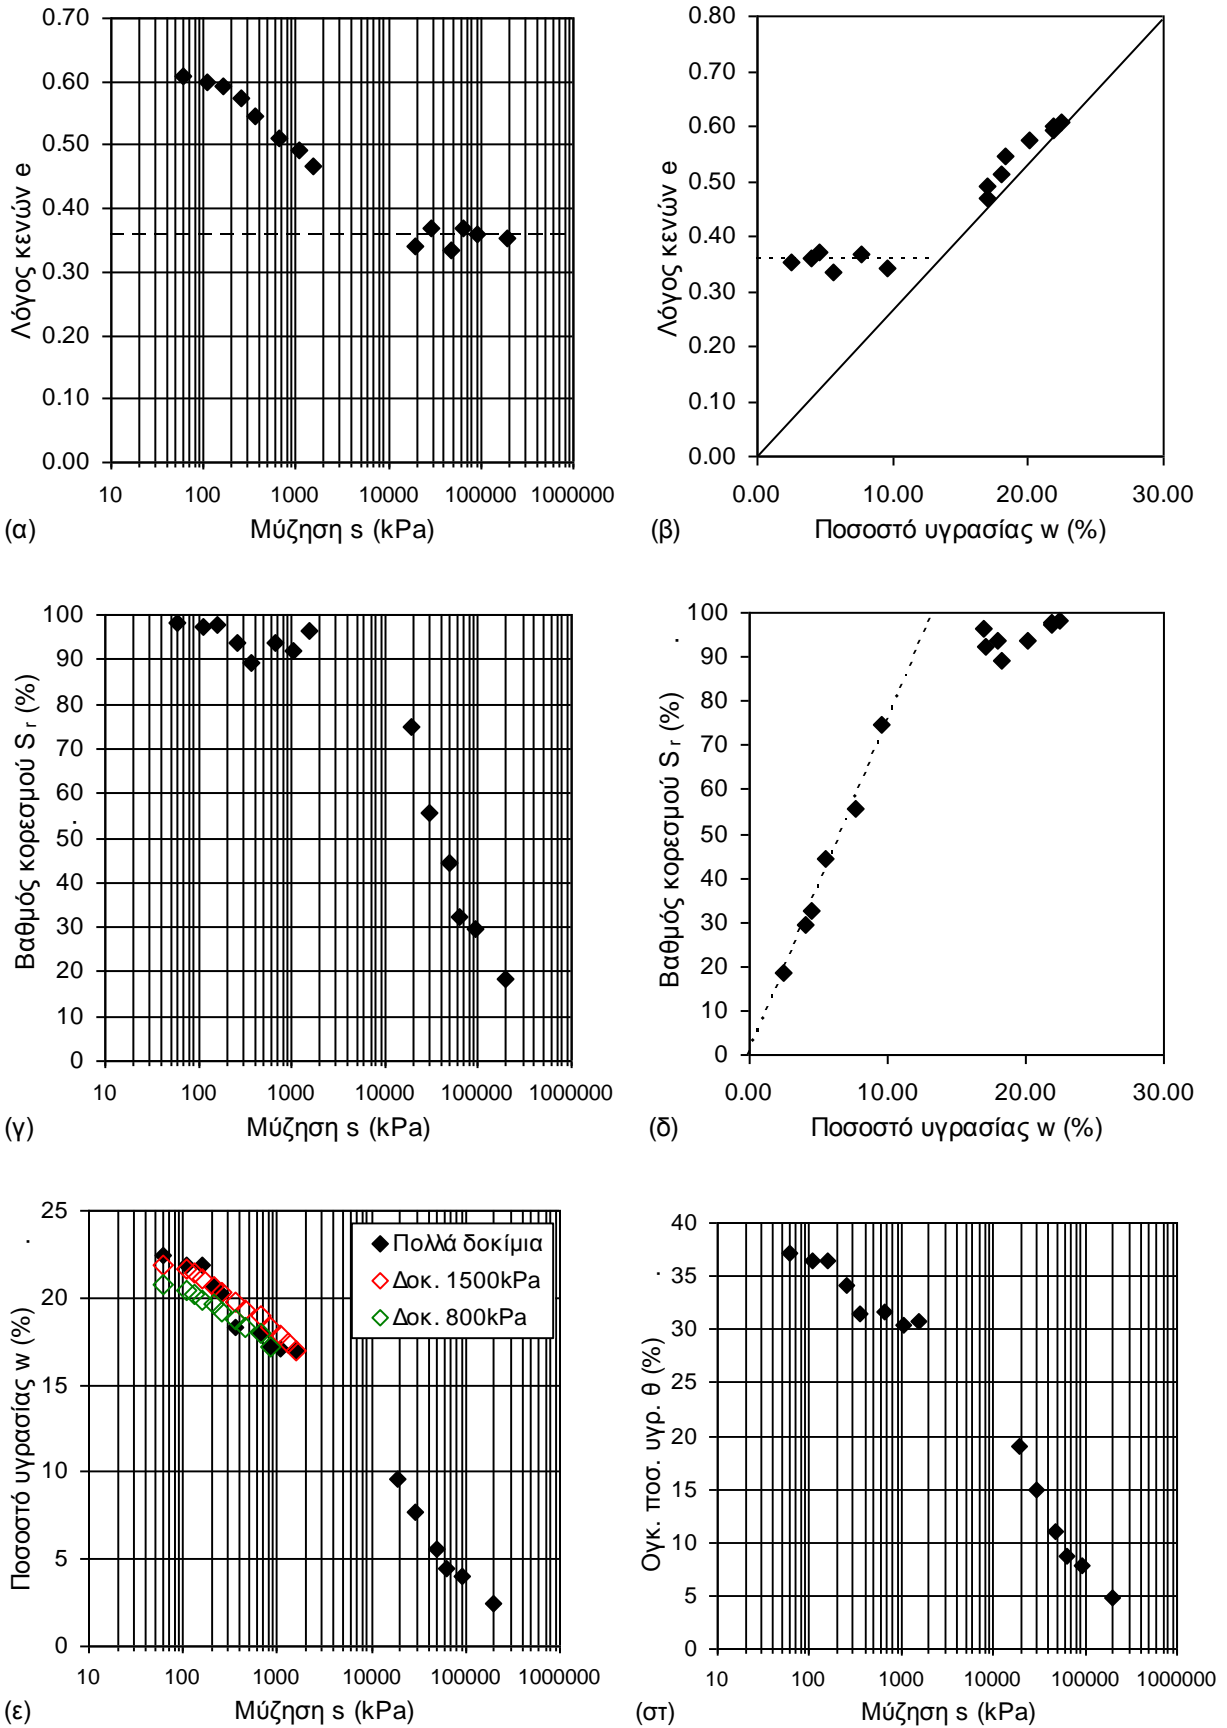 0.70
0.60
0.50
0.40
0.30
0.20
0.10
0.00
10 100 1000 10000 100000 1000000
Λόγος κενών e
Μύζηση s (kPa)
(α)
0.80
0.70
0.60
0.50
0.40
0.30
0.20
0.10
0.00
0.00 10.00 20.00 30.00
Λόγος κενών e
Ποσοστό υγρασίας w (%)
(β)
100
90
80
70
60
50
40
30
20
10
0
10 100 1000 10000 100000 1000000
Βαθμός κορεσμού S r (%)
Μύζηση s (kPa)
(γ)
100
90
80
70
60
50
40
30
20
10
0
0.00 10.00 20.00 30.00
Βαθμός κορεσμού S r (%)
Ποσοστό υγρασίας w (%)
(δ)
25
20
15
10
5
0
10 100 1000 10000 100000 1000000
Ποσοστό υγρασίας w (%)
Πολλά δοκίμια
Δοκ. 1500kPa
Δοκ. 800kPa
Μύζηση s (kPa)
(ε)
40
35
30
25
20
15
10
5
0
10 100 1000 10000 100000 1000000
Ογκ. ποσ. υγρ. θ (%)
Μύζηση s (kPa)
(στ)